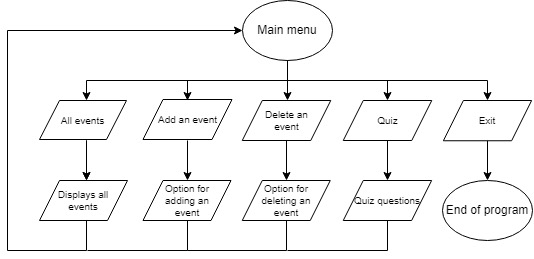 Main menu
All events
Add an event
Delete an
event
Quiz
Exit
Displays all
events
Option for
adding an
event
Option for
deleting an
event
Quiz questions
End of program